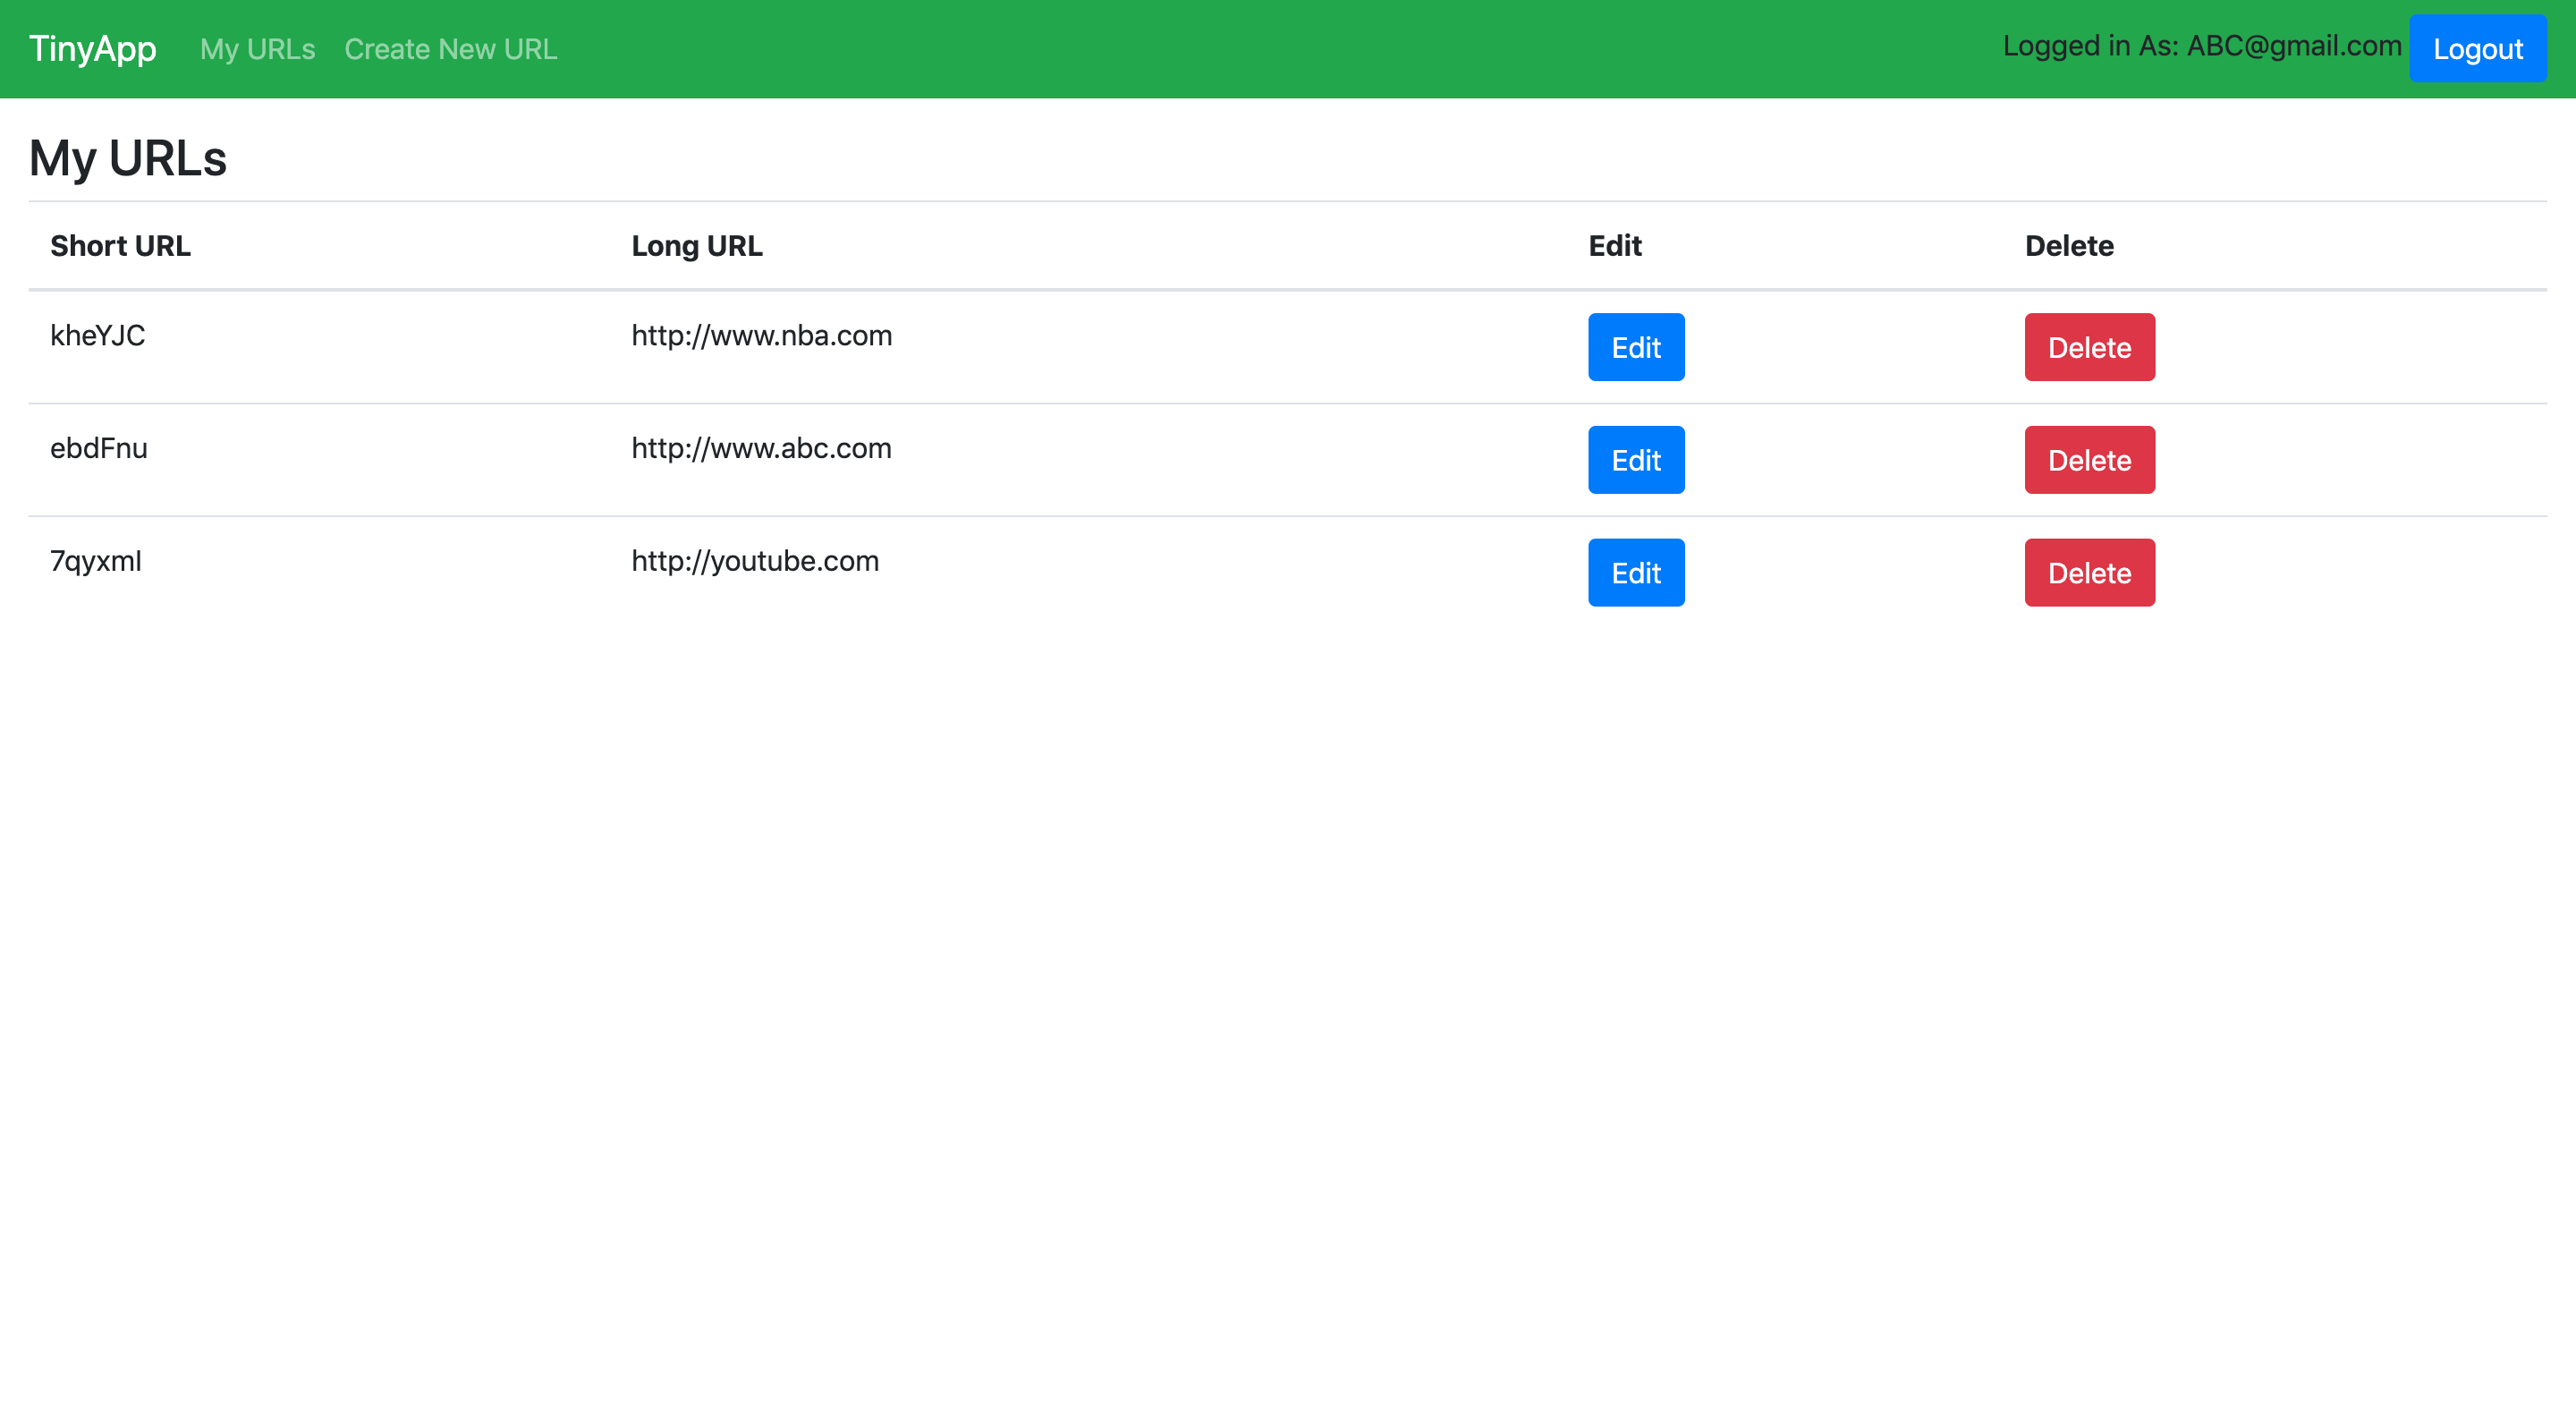 TinyApp My URLs Create New URL Logged in As: ABC@gmail.com Logout
My URLs
Short URL Long URL Edit Delete
kheYJC http://www.nba.com Edit Delete
ebdFnu http://www.abc.com Edit Delete
7qyxml http://youtube.com Edit Delete